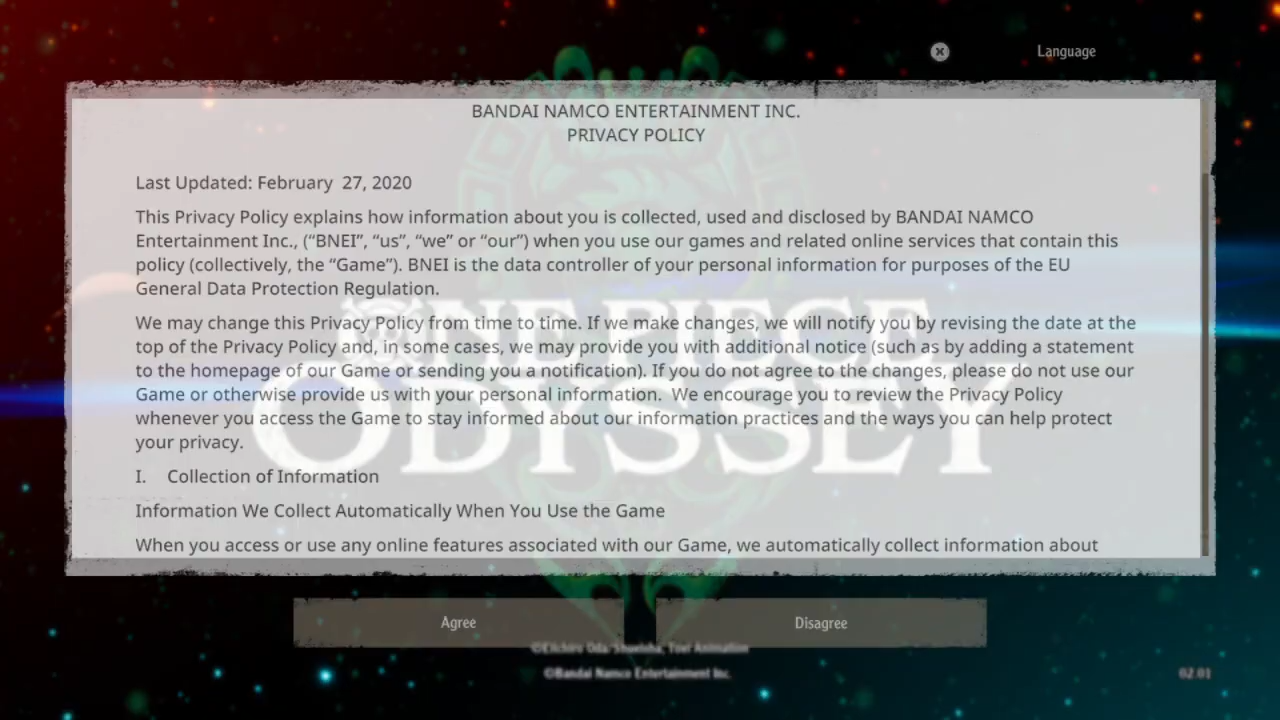 Language
BANDAI NAMCO ENTERTAINMENT INC.
PRIVACY POLICY
Last Updated: February  27, 2020
This Privacy Policy explains how information about you is collected, used and disclosed by BANDAI NAMCO
Entertainment Inc., (“BNEI”, “us”, “we” or “our”) when you use our games and related online services that contain this
policy (collectively, the “Game”). BNEI is the data controller of your personal information for purposes of the EU
General Data Protection Regulation.
We may change this Privacy Policy from time to time. If we make changes, we will notify you by revising the date at the
top of the Privacy Policy and, in some cases, we may provide you with additional notice (such as by adding a statement
to the homepage of our Game or sending you a notification). If you do not agree to the changes, please do not use our
Game or otherwise provide us with your personal information.  We encourage you to review the Privacy Policy
whenever you access the Game to stay informed about our information practices and the ways you can help protect
your privacy.
I.    Collection of Information
Information We Collect Automatically When You Use the Game
When you access or use any online features associated with our Game, we automatically collect information about
ONE PIECE
ODYSSEY
Agree
Disagree
©Eiichiro Oda/Shueisha, Toei Animation
©Bandai Namco Entertainment Inc.
02.01